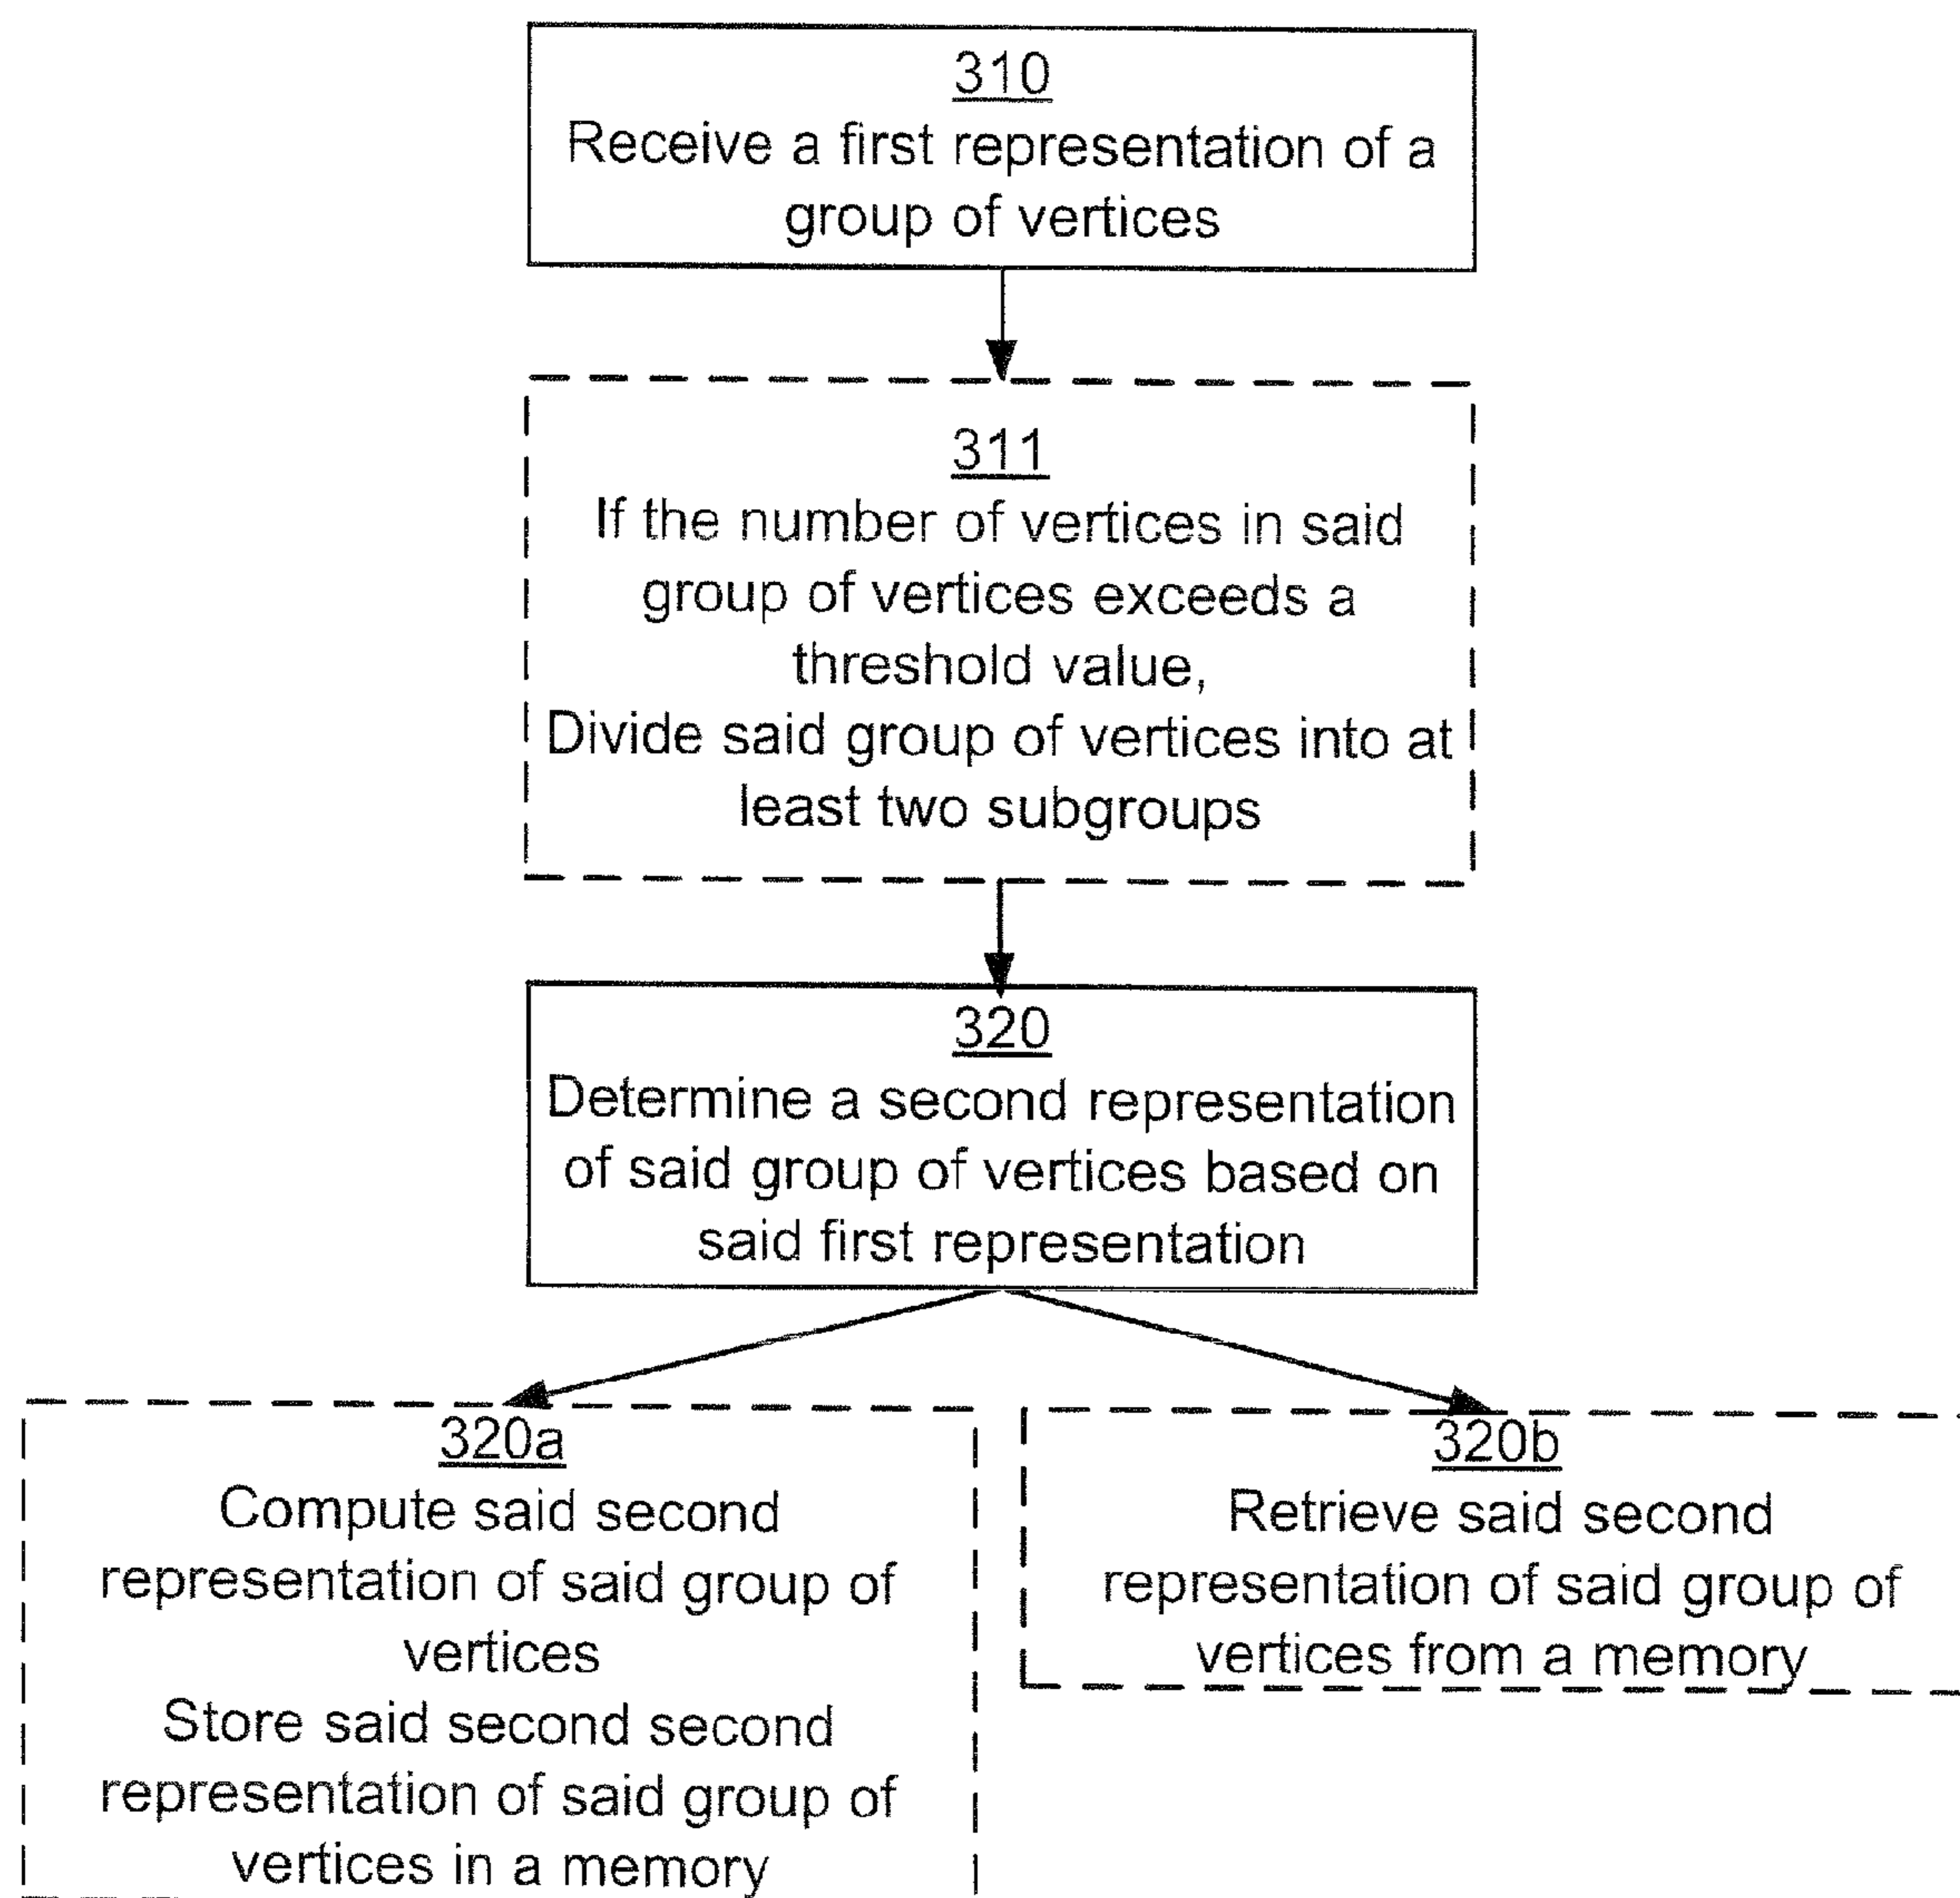 310
Receive a first representation of a
group of vertices
311
If the number of vertices in said
group of vertices exceeds a
threshold value,
Divide said group of vertices into at
least two subgroups
320
Determine a second representation
of said group of vertices based on
said first representation
320a
Compute said second
representation of said group of
vertices
Store said second second
representation of said group of
vertices in a memory
320b
Retrieve said second
representation of said group of
vertices from a memory